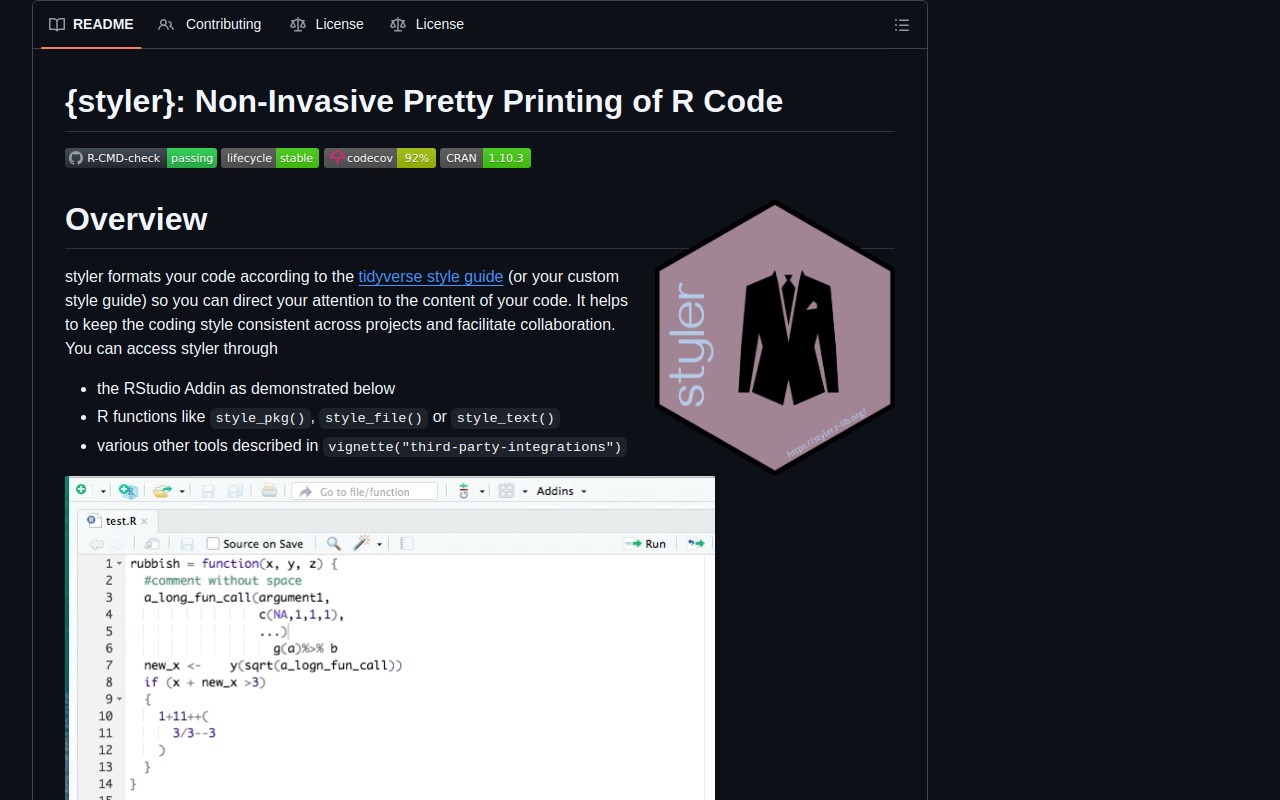 README Contributing License License
{styler}: Non-Invasive Pretty Printing of R Code
R-CMD-check passing lifecycle stable codecov 92% CRAN 1.10.3
Overview
styler formats your code according to the tidyverse style guide (or your custom
style guide) so you can direct your attention to the content of your code. It helps
to keep the coding style consistent across projects and facilitate collaboration.
You can access styler through
• the RStudio Addin as demonstrated below
• R functions like style_pkg(), style_file() or style_text()
• various other tools described in vignette("third-party-integrations")
styler
https://styler.r-lib.org/
Go to file/function Addins
test.R
Source on Save Run
1 rubbish = function(x, y, z) {
2 #comment without space
3 a_long_fun_call(argument1,
4 c(NA,1,1,1),
5 ...)
6 g(a)%>% b
7 new_x <- y(sqrt(a_logn_fun_call))
8 if (x + new_x >3)
9 {
10 1+11++(
11 3/3--3
12 )
13 }
14 }
15